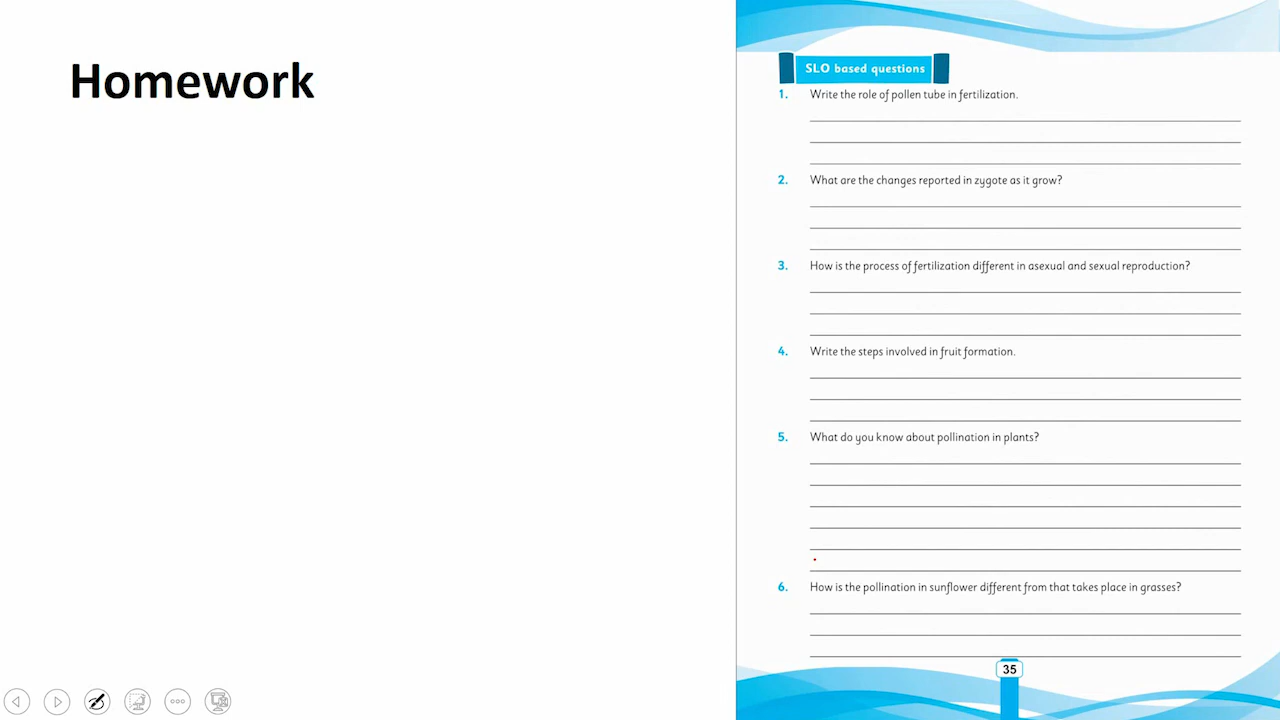 Homework
SLO based questions
1. Write the role of pollen tube in fertilization.
2. What are the changes reported in zygote as it grow?
3. How is the process of fertilization different in asexual and sexual reproduction?
4. Write the steps involved in fruit formation.
5. What do you know about pollination in plants?
6. How is the pollination in sunflower different from that takes place in grasses?
35